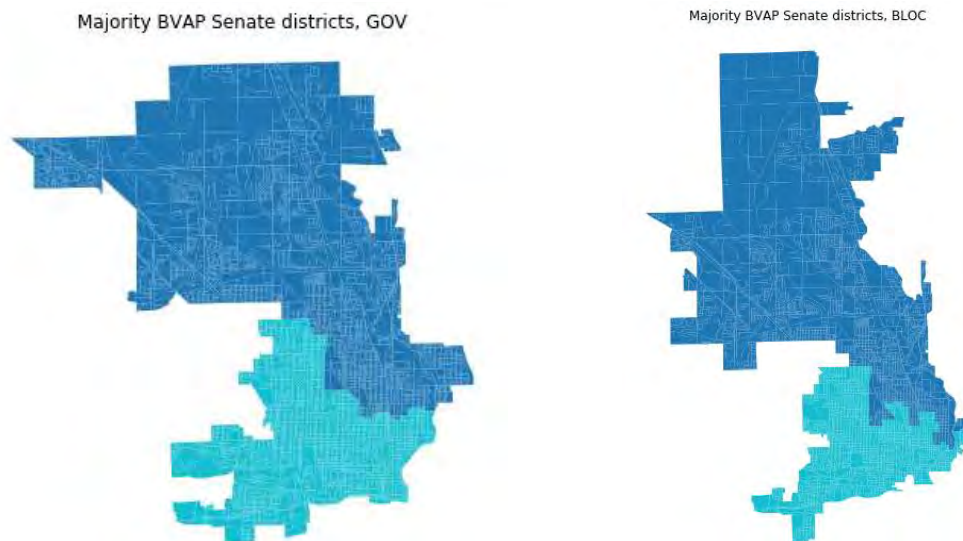 Majority BVAP Senate districts, GOV
Majority BVAP Senate districts, BLOC